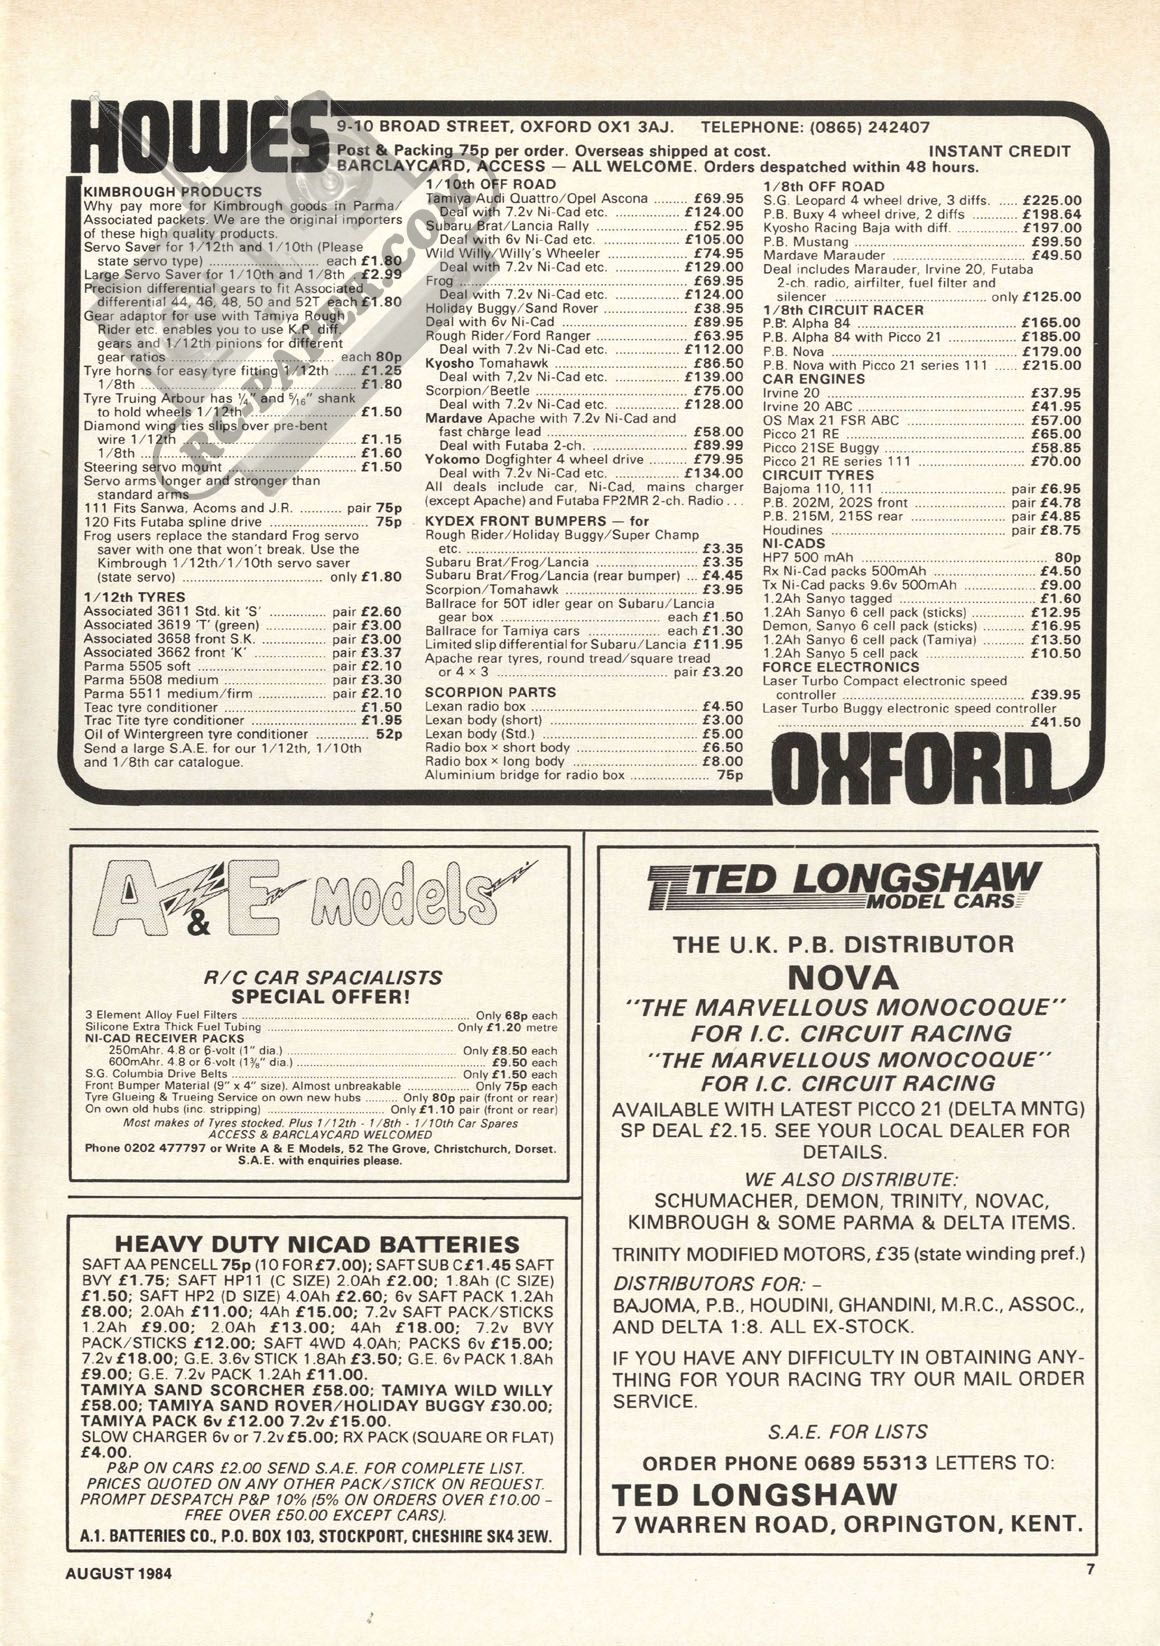 HOWES
9-10 BROAD STREET, OXFORD OX1 3AJ. TELEPHONE: (0865) 242407
Post & Packing 75p per order. Overseas shipped at cost. INSTANT CREDIT
BARCLAYCARD, ACCESS — ALL WELCOME. Orders despatched within 48 hours.
KIMBROUGH PRODUCTS
Why pay more for Kimbrough goods in Parma/
Associated packets. We are the original importers
of these high quality products.
Servo Saver for 1/12th and 1/10th (Please
state servo type) each £1.80
Large Servo Saver for 1/10th and 1/8th £2.99
Precision differential gears to fit Associated
differential 44, 46, 48, 50 and 52T each £1.80
Gear adaptor for use with Tamiya Rough
Rider etc. enables you to use K.P. diff.
gears and 1/12th pinions for different
gear ratios each 80p
Tyre horns for easy tyre fitting 1/12th £1.25
1/8th £1.80
Tyre Truing Arbour has ¼" and 5/16" shank
to hold wheels 1/12th £1.50
Diamond wing ties slips over pre-bent
wire 1/12th £1.15
1/8th £1.60
Steering servo mount £1.50
Servo arms longer and stronger than
standard arms
111 Fits Sanwa, Acoms and J.R. pair 75p
120 Fits Futaba spline drive 75p
Frog users replace the standard Frog servo
saver with one that won't break. Use the
Kimbrough 1/12th/1/10th servo saver
(state servo) only £1.80
1/12th TYRES
Associated 3611 Std. kit 'S' pair £2.60
Associated 3619 'T' (green) pair £3.00
Associated 3658 front S.K. pair £3.00
Associated 3662 front 'K' pair £3.37
Parma 5505 soft pair £2.10
Parma 5508 medium pair £3.30
Parma 5511 medium/firm pair £2.10
Teac tyre conditioner £1.50
Trac Tite tyre conditioner £1.95
Oil of Wintergreen tyre conditioner 52p
Send a large S.A.E. for our 1/12th, 1/10th
and 1/8th car catalogue.
1/10th OFF ROAD
Tamiya Audi Quattro/Opel Ascona £69.95
Deal with 7.2v Ni-Cad etc. £124.00
Subaru Brat/Lancia Rally £52.95
Deal with 6v Ni-Cad etc. £105.00
Wild Willy/Willy's Wheeler £74.95
Deal with 7.2v Ni-Cad etc. £129.00
Frog £69.95
Deal with 7.2v Ni-Cad etc. £124.00
Holiday Buggy/Sand Rover £38.95
Deal with 6v Ni-Cad £89.95
Rough Rider/Ford Ranger £63.95
Deal with 7.2v Ni-Cad etc. £112.00
Kyosho Tomahawk £86.50
Deal with 7,2v Ni-Cad etc. £139.00
Scorpion/Beetle £75.00
Deal with 7.2v Ni-Cad etc. £128.00
Mardave Apache with 7.2v Ni-Cad and
fast charge lead £58.00
Deal with Futaba 2-ch. £89.99
Yokomo Dogfighter 4 wheel drive £79.95
Deal with 7.2v Ni-Cad etc. £134.00
All deals include car, Ni-Cad, mains charger
(except Apache) and Futaba FP2MR 2-ch. Radio . . .
KYDEX FRONT BUMPERS — for
Rough Rider/Holiday Buggy/Super Champ
etc. £3.35
Subaru Brat/Frog/Lancia £3.35
Subaru Brat/Frog/Lancia (rear bumper) £4.45
Scorpion/Tomahawk £3.95
Ballrace for 50T idler gear on Subaru/Lancia
gear box each £1.50
Ballrace for Tamiya cars each £1.30
Limited slip differential for Subaru/Lancia £11.95
Apache rear tyres, round tread/square tread
or 4 × 3 pair £3.20
SCORPION PARTS
Lexan radio box £4.50
Lexan body (short) £3.00
Lexan body (Std.) £5.00
Radio box × short body £6.50
Radio box × long body £8.00
Aluminium bridge for radio box 75p
1/8th OFF ROAD
S.G. Leopard 4 wheel drive, 3 diffs. £225.00
P.B. Buxy 4 wheel drive, 2 diffs £198.64
Kyosho Racing Baja with diff. £197.00
P.B. Mustang £99.50
Mardave Marauder £49.50
Deal includes Marauder, Irvine 20, Futaba
2-ch. radio, airfilter, fuel filter and
silencer only £125.00
1/8th CIRCUIT RACER
P.B. Alpha 84 £165.00
P.B. Alpha 84 with Picco 21 £185.00
P.B. Nova £179.00
P.B. Nova with Picco 21 series 111 £215.00
CAR ENGINES
Irvine 20 £37.95
Irvine 20 ABC £41.95
OS Max 21 FSR ABC £57.00
Picco 21 RE £65.00
Picco 21SE Buggy £58.85
Picco 21 RE series 111 £70.00
CIRCUIT TYRES
Bajoma 110, 111 pair £6.95
P.B. 202M, 202S front pair £4.78
P.B. 215M, 215S rear pair £4.85
Houdines pair £8.75
NI-CADS
HP7 500 mAh 80p
Rx Ni-Cad packs 500mAh £4.50
Tx Ni-Cad packs 9.6v 500mAh £9.00
1.2Ah Sanyo tagged £1.60
1.2Ah Sanyo 6 cell pack (sticks) £12.95
Demon, Sanyo 6 cell pack (sticks) £16.95
1.2Ah Sanyo 6 cell pack (Tamiya) £13.50
1.2Ah Sanyo 5 cell pack £10.50
FORCE ELECTRONICS
Laser Turbo Compact electronic speed
controller £39.95
Laser Turbo Buggy electronic speed controller
£41.50
OXFORD
RC-PAPER.COM
A & E Models
R/C CAR SPACIALISTS
SPECIAL OFFER!
3 Element Alloy Fuel Filters Only 68p each
Silicone Extra Thick Fuel Tubing Only £1.20 metre
NI-CAD RECEIVER PACKS
250mAhr. 4.8 or 6-volt (1" dia.) Only £8.50 each
600mAhr. 4.8 or 6-volt (1⅜" dia.) £9.50 each
S.G. Columbia Drive Belts Only £1.50 each
Front Bumper Material (9" x 4" size). Almost unbreakable Only 75p each
Tyre Glueing & Trueing Service on own new hubs Only 80p pair (front or rear)
On own old hubs (inc. stripping) Only £1.10 pair (front or rear)
Most makes of Tyres stocked. Plus 1/12th - 1/8th - 1/10th Car Spares
ACCESS & BARCLAYCARD WELCOMED
Phone 0202 477797 or Write A & E Models, 52 The Grove, Christchurch, Dorset.
S.A.E. with enquiries please.
HEAVY DUTY NICAD BATTERIES
SAFT AA PENCELL 75p (10 FOR £7.00); SAFT SUB C £1.45 SAFT
BVY £1.75; SAFT HP11 (C SIZE) 2.0Ah £2.00; 1.8Ah (C SIZE)
£1.50; SAFT HP2 (D SIZE) 4.0Ah £2.60; 6v SAFT PACK 1.2Ah
£8.00; 2.0Ah £11.00; 4Ah £15.00; 7.2v SAFT PACK/STICKS
1.2Ah £9.00; 2.0Ah £13.00; 4Ah £18.00; 7.2v BVY
PACK/STICKS £12.00; SAFT 4WD 4.0Ah; PACKS 6v £15.00;
7.2v £18.00; G.E. 3.6v STICK 1.8Ah £3.50; G.E. 6v PACK 1.8Ah
£9.00; G.E. 7.2v PACK 1.2Ah £11.00.
TAMIYA SAND SCORCHER £58.00; TAMIYA WILD WILLY
£58.00; TAMIYA SAND ROVER/HOLIDAY BUGGY £30.00;
TAMIYA PACK 6v £12.00 7.2v £15.00.
SLOW CHARGER 6v or 7.2v £5.00; RX PACK (SQUARE OR FLAT)
£4.00.
P&P ON CARS £2.00 SEND S.A.E. FOR COMPLETE LIST.
PRICES QUOTED ON ANY OTHER PACK/STICK ON REQUEST.
PROMPT DESPATCH P&P 10% (5% ON ORDERS OVER £10.00 –
FREE OVER £50.00 EXCEPT CARS).
A.1. BATTERIES CO., P.O. BOX 103, STOCKPORT, CHESHIRE SK4 3EW.
TED LONGSHAW
MODEL CARS
THE U.K. P.B. DISTRIBUTOR
NOVA
"THE MARVELLOUS MONOCOQUE"
FOR I.C. CIRCUIT RACING
"THE MARVELLOUS MONOCOQUE"
FOR I.C. CIRCUIT RACING
AVAILABLE WITH LATEST PICCO 21 (DELTA MNTG)
SP DEAL £2.15. SEE YOUR LOCAL DEALER FOR
DETAILS.
WE ALSO DISTRIBUTE:
SCHUMACHER, DEMON, TRINITY, NOVAC,
KIMBROUGH & SOME PARMA & DELTA ITEMS.
TRINITY MODIFIED MOTORS, £35 (state winding pref.)
DISTRIBUTORS FOR: –
BAJOMA, P.B., HOUDINI, GHANDINI, M.R.C., ASSOC.,
AND DELTA 1:8. ALL EX-STOCK.
IF YOU HAVE ANY DIFFICULTY IN OBTAINING ANY-
THING FOR YOUR RACING TRY OUR MAIL ORDER
SERVICE.
S.A.E. FOR LISTS
ORDER PHONE 0689 55313 LETTERS TO:
TED LONGSHAW
7 WARREN ROAD, ORPINGTON, KENT.
AUGUST 1984
7